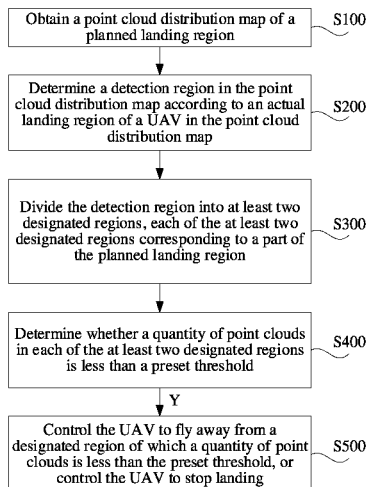 Obtain a point cloud distribution map of a
planned landing region
S100
Determine a detection region in the point
cloud distribution map according to an actual
landing region of a UAV in the point cloud
distribution map
S200
Divide the detection region into at least two
designated regions, each of the at least two
designated regions corresponding to a part of
the planned landing region
S300
Determine whether a quantity of point clouds
in each of the at least two designated regions
is less than a preset threshold
S400
Y
Control the UAV to fly away from a
designated region of which a quantity of point
clouds is less than the preset threshold, or
control the UAV to stop landing
S500